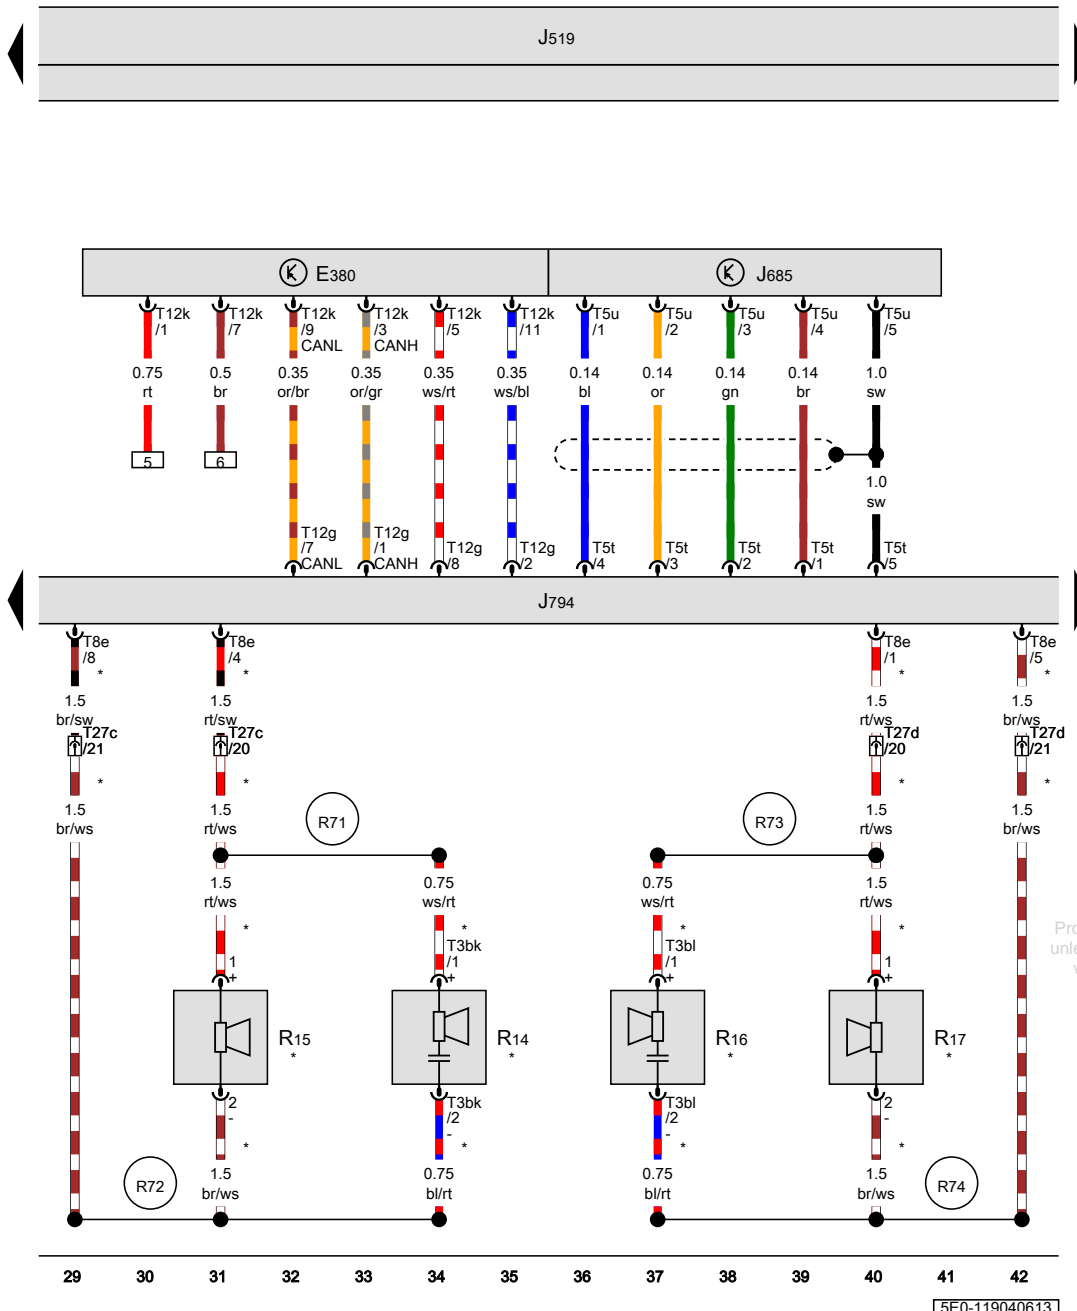 J519
E380
J685
T12k T12k T12k T12k T12k T12k T5u T5u T5u T5u T5u
/1 /7 /9 /3 /5 /11 /1 /2 /3 /4 /5
CANL CANH
0.75 0.5 0.35 0.35 0.35 0.35 0.14 0.14 0.14 0.14 1.0
rt br or/br or/gr ws/rt ws/bl bl or gn br sw
5 6
1.0
sw
T12g T12g T12g T12g T5t T5t T5t T5t T5t
/7 /1 /8 /2 /4 /3 /2 /1 /5
CANL CANH
J794
T8e T8e T8e T8e
/8 /4 /1 /5
* * * *
1.5 1.5 1.5 1.5
br/sw rt/sw rt/ws br/ws
T27c T27c T27d T27d
/21 /20 /20 /21
* * * *
1.5 1.5 1.5 1.5
br/ws rt/ws rt/ws br/ws
R71 R73
1.5 0.75 0.75 1.5
rt/ws ws/rt ws/rt rt/ws
* * * *
T3bk T3bl
1 /1 /1 1
+ + + +
R15 R14 R16 R17
* * * *
2 T3bk T3bl 2
/2 /2
- - - -
* * * *
1.5 0.75 0.75 1.5
br/ws bl/rt bl/rt br/ws
R72 R74
29 30 31 32 33 34 35 36 37 38 39 40 41 42
5E0-119040613